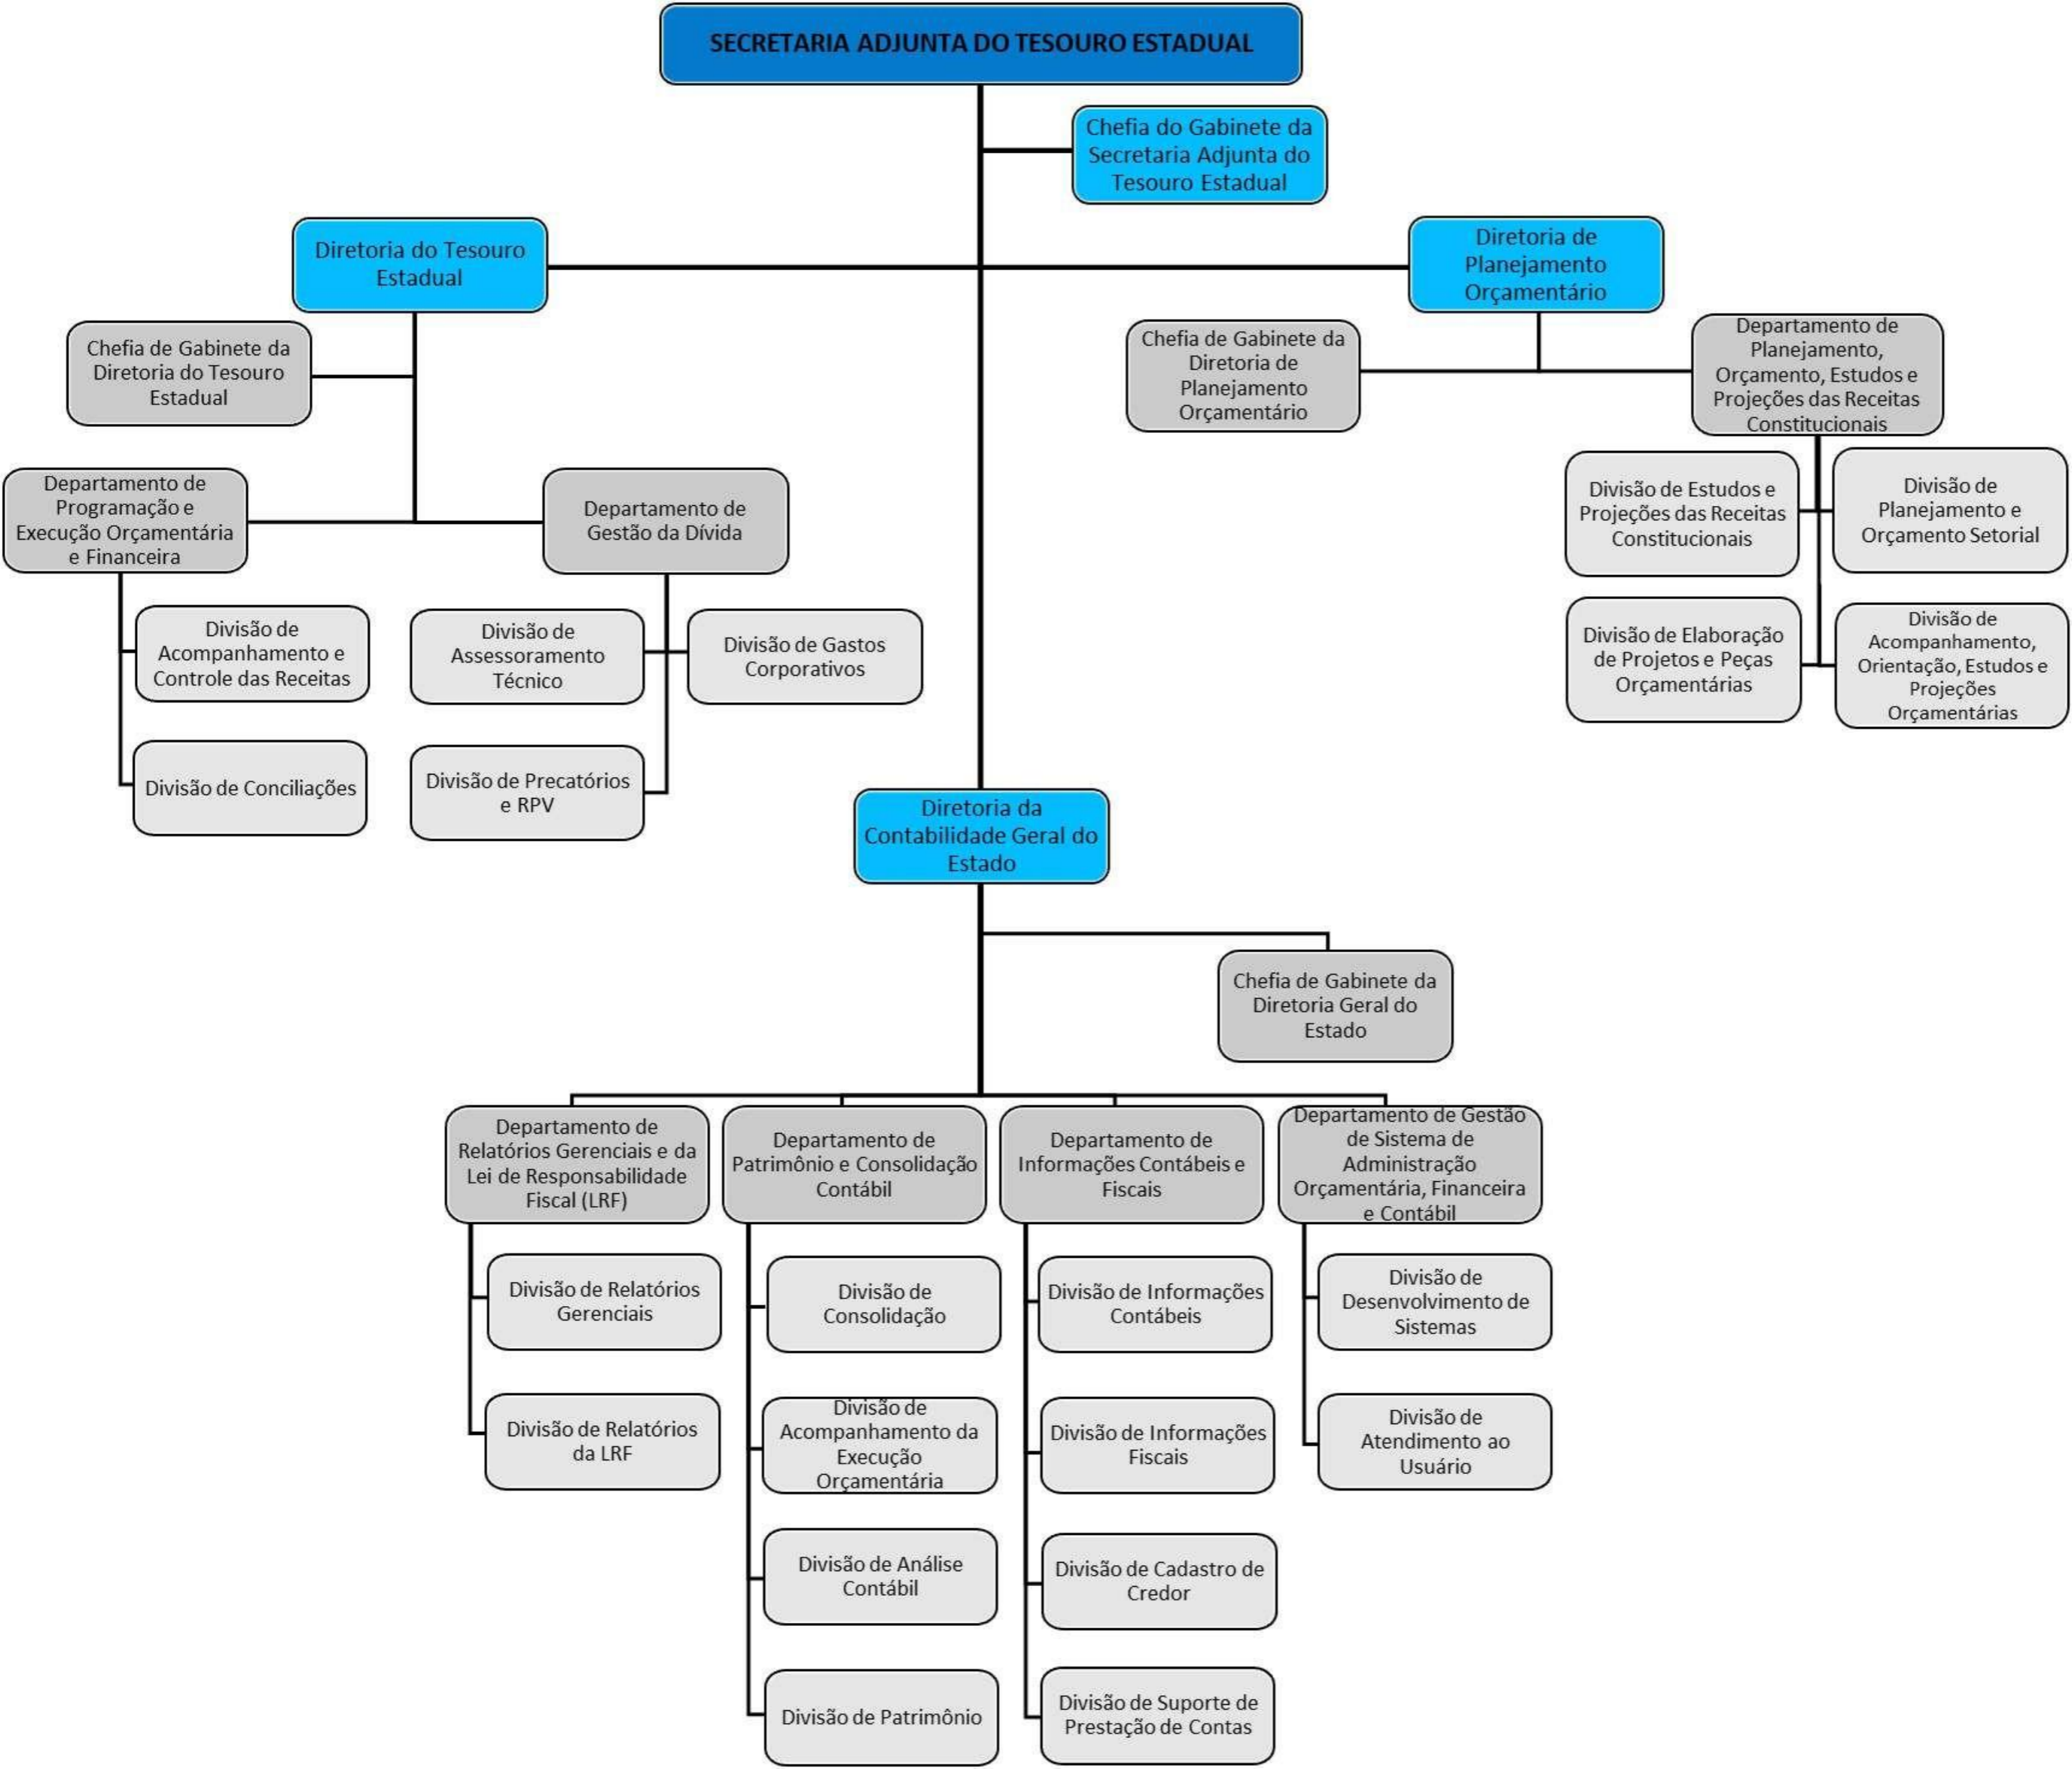 SECRETARIA ADJUNTA DO TESOURO ESTADUAL
Chefia do Gabinete da
Secretaria Adjunta do
Tesouro Estadual
Diretoria do Tesouro
Estadual
Diretoria de
Planejamento
Orçamentário
Chefia de Gabinete da
Diretoria do Tesouro
Estadual
Chefia de Gabinete da
Diretoria de
Planejamento
Orçamentário
Departamento de
Planejamento,
Orçamento, Estudos e
Projeções das Receitas
Constitucionais
Departamento de
Programação e
Execução Orçamentária
e Financeira
Departamento de
Gestão da Dívida
Divisão de Estudos e
Projeções das Receitas
Constitucionais
Divisão de
Planejamento e
Orçamento Setorial
Divisão de
Acompanhamento e
Controle das Receitas
Divisão de
Assessoramento
Técnico
Divisão de Gastos
Corporativos
Divisão de Elaboração
de Projetos e Peças
Orçamentárias
Divisão de
Acompanhamento,
Orientação, Estudos e
Projeções
Orçamentárias
Divisão de Conciliações
Divisão de Precatórios
e RPV
Diretoria da
Contabilidade Geral do
Estado
Chefia de Gabinete da
Diretoria Geral do
Estado
Departamento de
Relatórios Gerenciais e da
Lei de Responsabilidade
Fiscal (LRF)
Departamento de
Patrimônio e Consolidação
Contábil
Departamento de
Informações Contábeis e
Fiscais
Departamento de Gestão
de Sistema de
Administração
Orçamentária, Financeira
e Contábil
Divisão de Relatórios
Gerenciais
Divisão de
Consolidação
Divisão de Informações
Contábeis
Divisão de
Desenvolvimento de
Sistemas
Divisão de Relatórios
da LRF
Divisão de
Acompanhamento da
Execução
Orçamentária
Divisão de Informações
Fiscais
Divisão de
Atendimento ao
Usuário
Divisão de Análise
Contábil
Divisão de Cadastro de
Credor
Divisão de Patrimônio
Divisão de Suporte de
Prestação de Contas